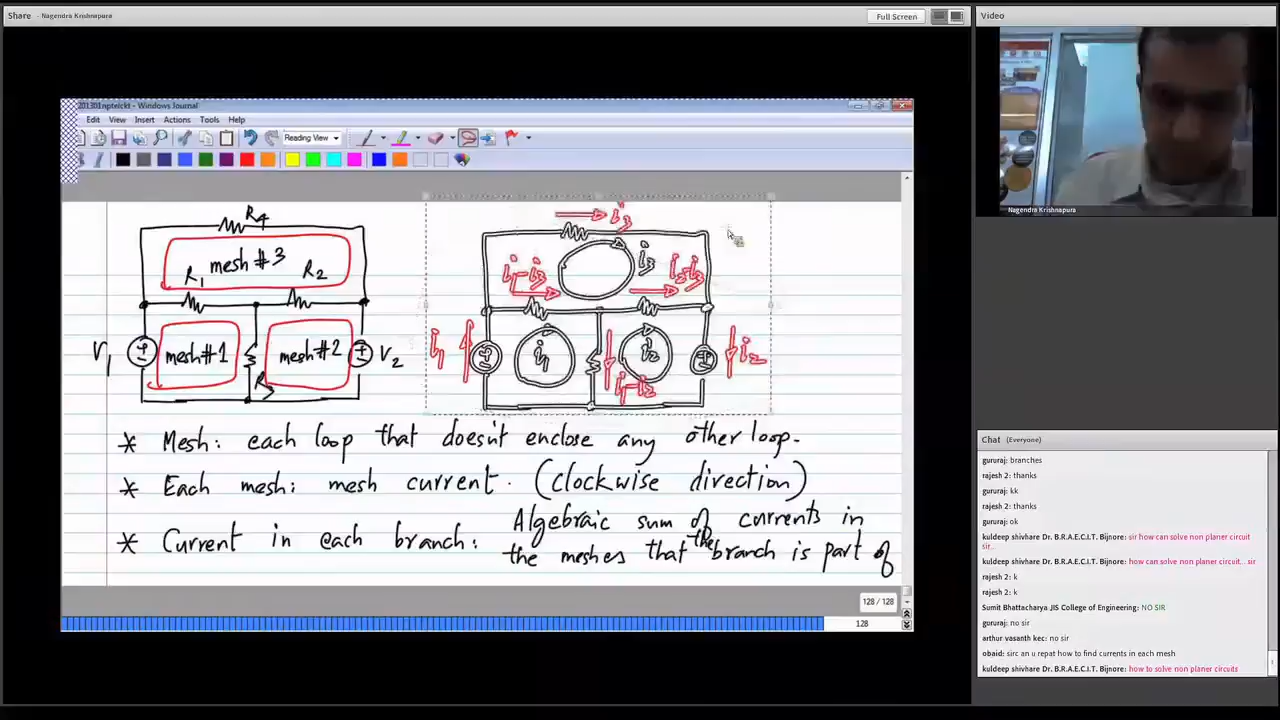 Share - Nagendra Krishnapura
Full Screen
Video
201301nptelckt - Windows Journal
Edit View Insert Actions Tools Help
Reading View
R4
mesh #3
R1 R2
V1 mesh#1 mesh#2 V2
R3
i3
i3
i1-i3 i2-i3
i1 i1 i2 i2
i1-i2
* Mesh: each loop that doesn't enclose any other loop.
* Each mesh: mesh current. (clockwise direction)
* Current in each branch: Algebraic sum of currents in
the meshes that the branch is part of
128 / 128
128
Nagendra Krishnapura
Chat (Everyone)
gururaj: branches
rajesh 2: thanks
gururaj: kk
rajesh 2: thanks
gururaj: ok
kuldeep shivhare Dr. B.R.A.E.C.I.T. Bijnore: sir how can solve non planer circuit
sir...
kuldeep shivhare Dr. B.R.A.E.C.I.T. Bijnore: how can solve non planer circuit....sir
rajesh 2: k
rajesh 2: k
Sumit Bhattacharya JIS College of Engineering: NO SIR
gururaj: no sir
arthur vasanth kec: no sir
obaid: sirc an u repat how to find currents in each mesh
kuldeep shivhare Dr. B.R.A.E.C.I.T. Bijnore: how to solve non planer circuits